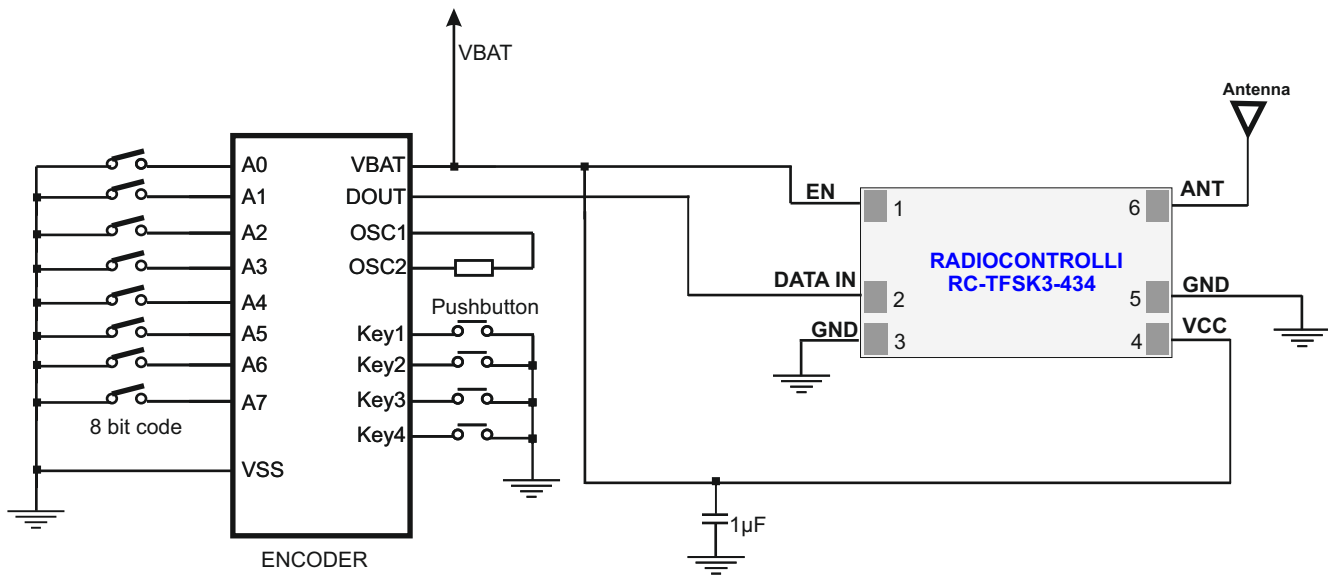 VBAT
Antenna
A0
A1
A2
A3
A4
A5
A6
A7
VSS
8 bit code
VBAT
DOUT
OSC1
OSC2
Pushbutton
Key1
Key2
Key3
Key4
ENCODER
EN
DATA IN
GND
1
2
3
RADIOCONTROLLI
RC-TFSK3-434
6
5
4
ANT
GND
VCC
1µF